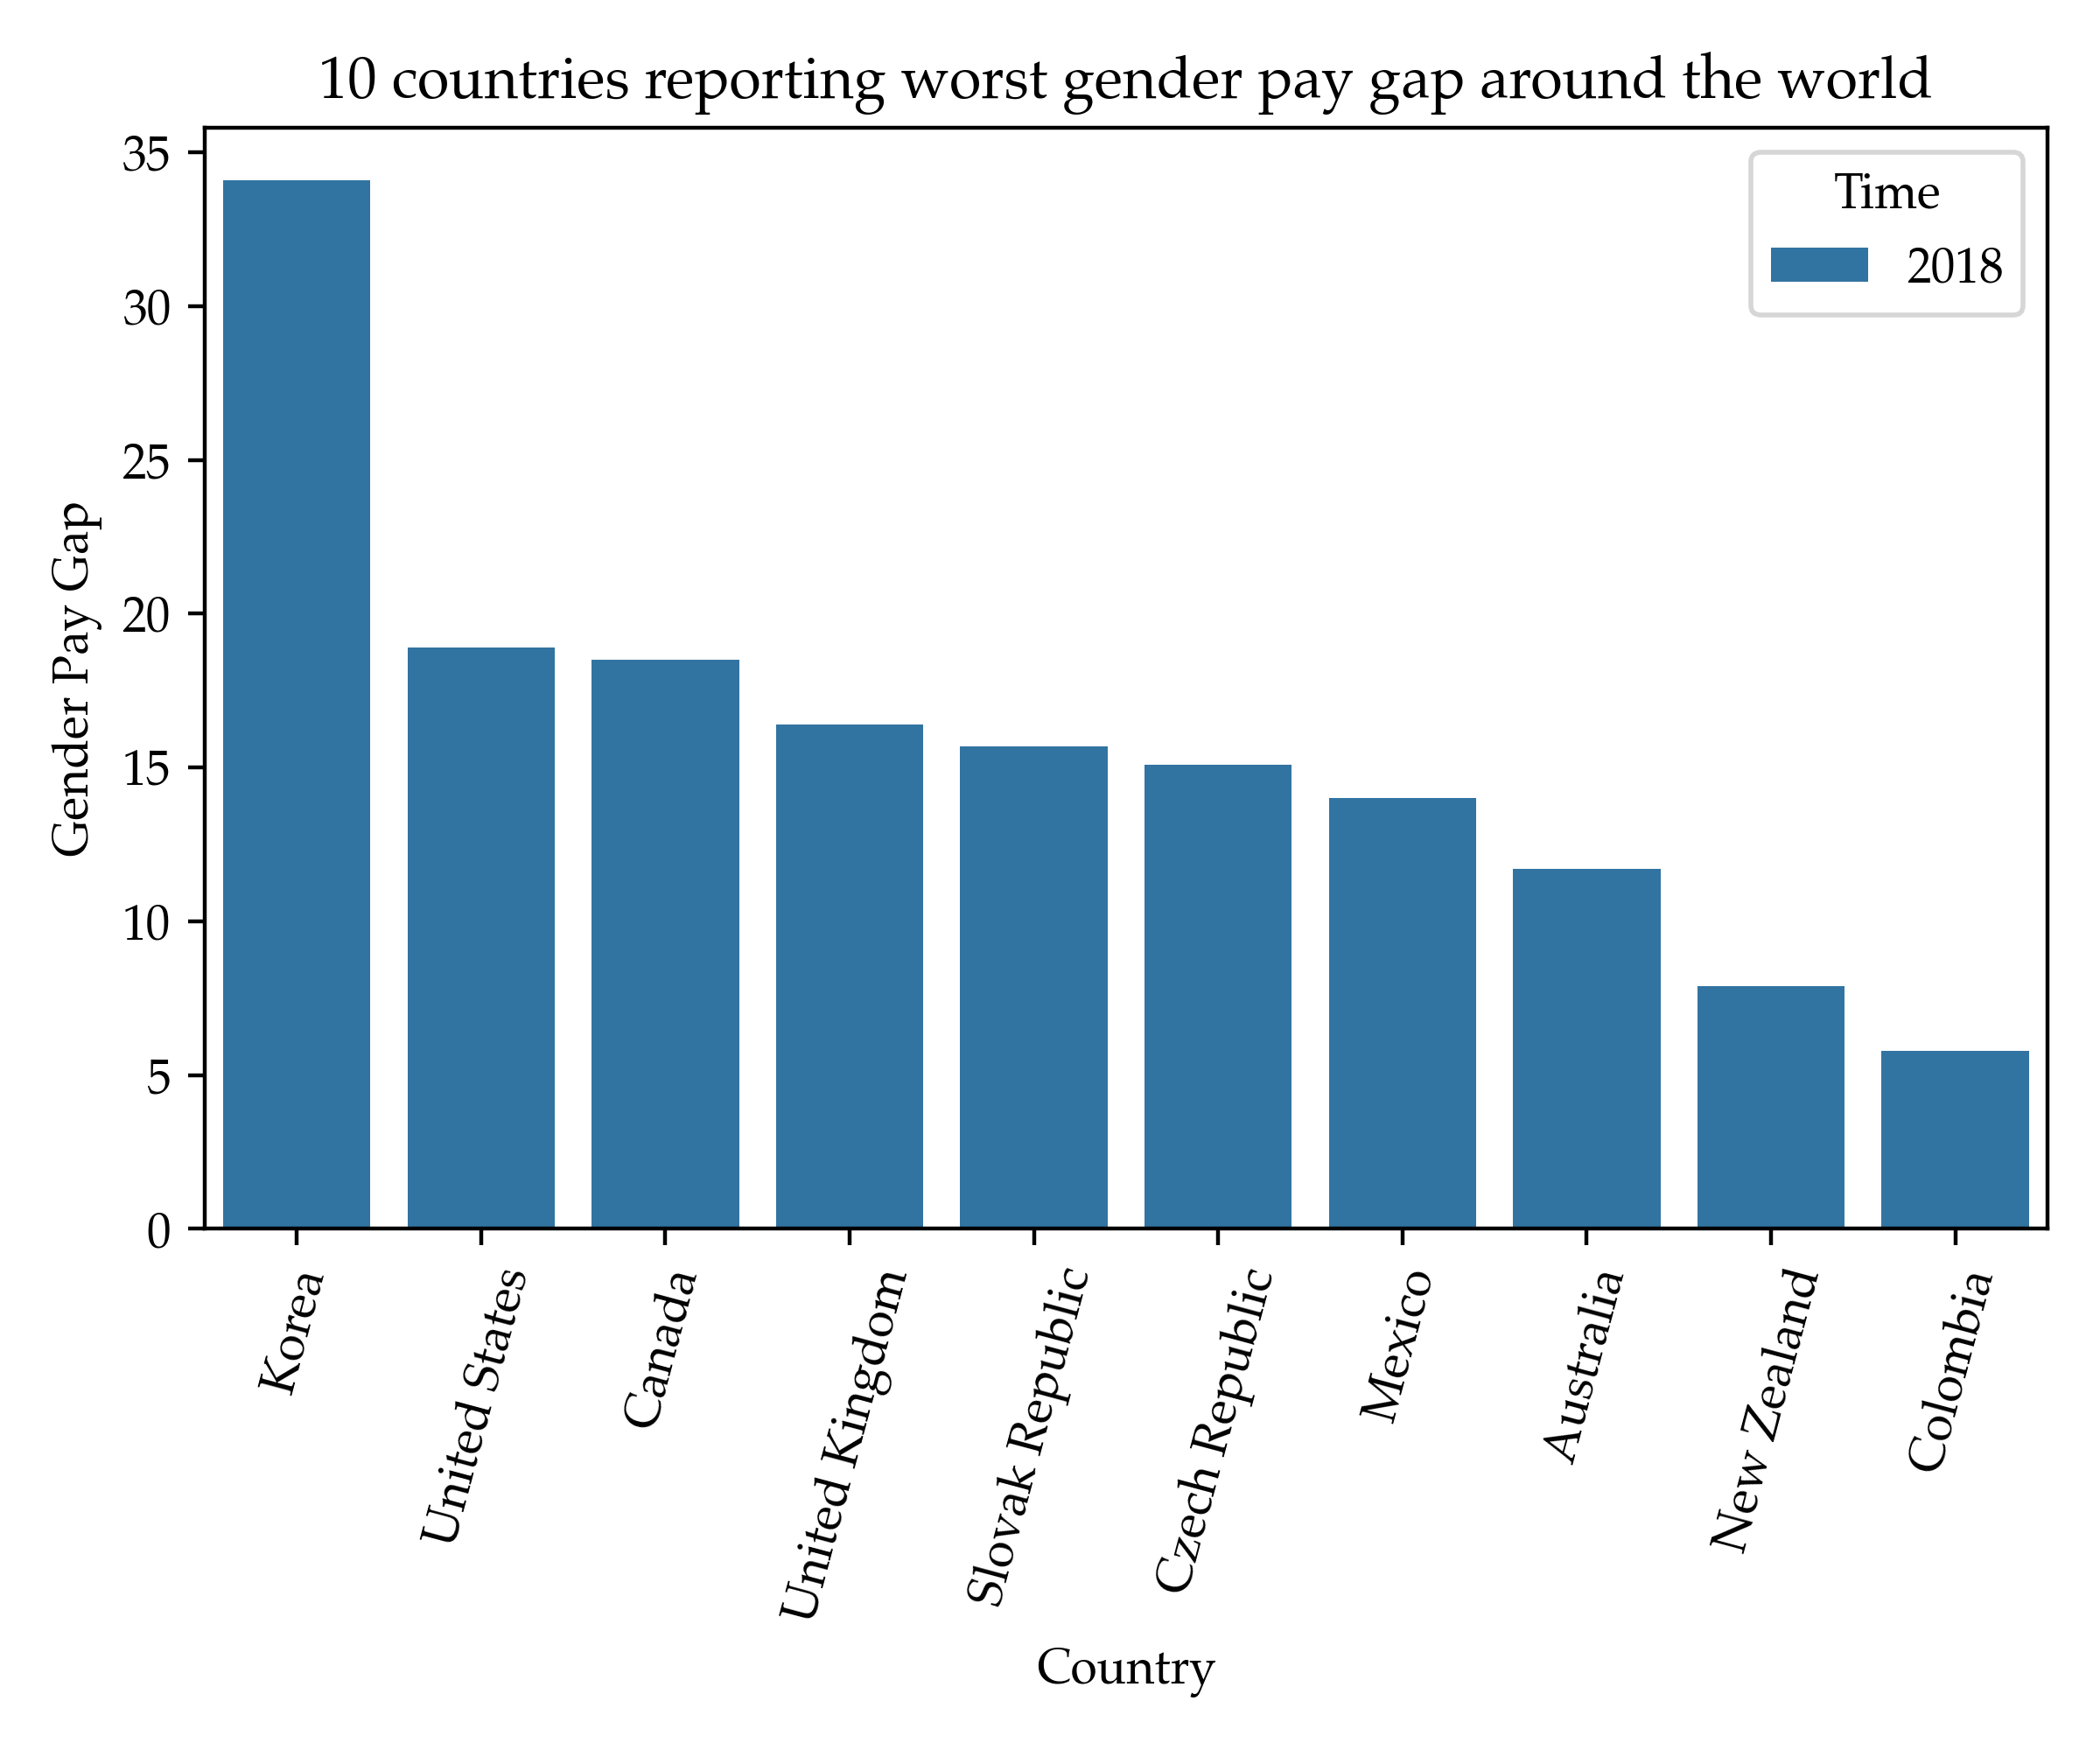 10 countries reporting worst gender pay gap around the world
Time
2018
Gender Pay Gap
35
30
25
20
15
10
5
0
Korea
United States
Canada
United Kingdom
Slovak Republic
Czech Republic
Mexico
Australia
New Zealand
Colombia
Country